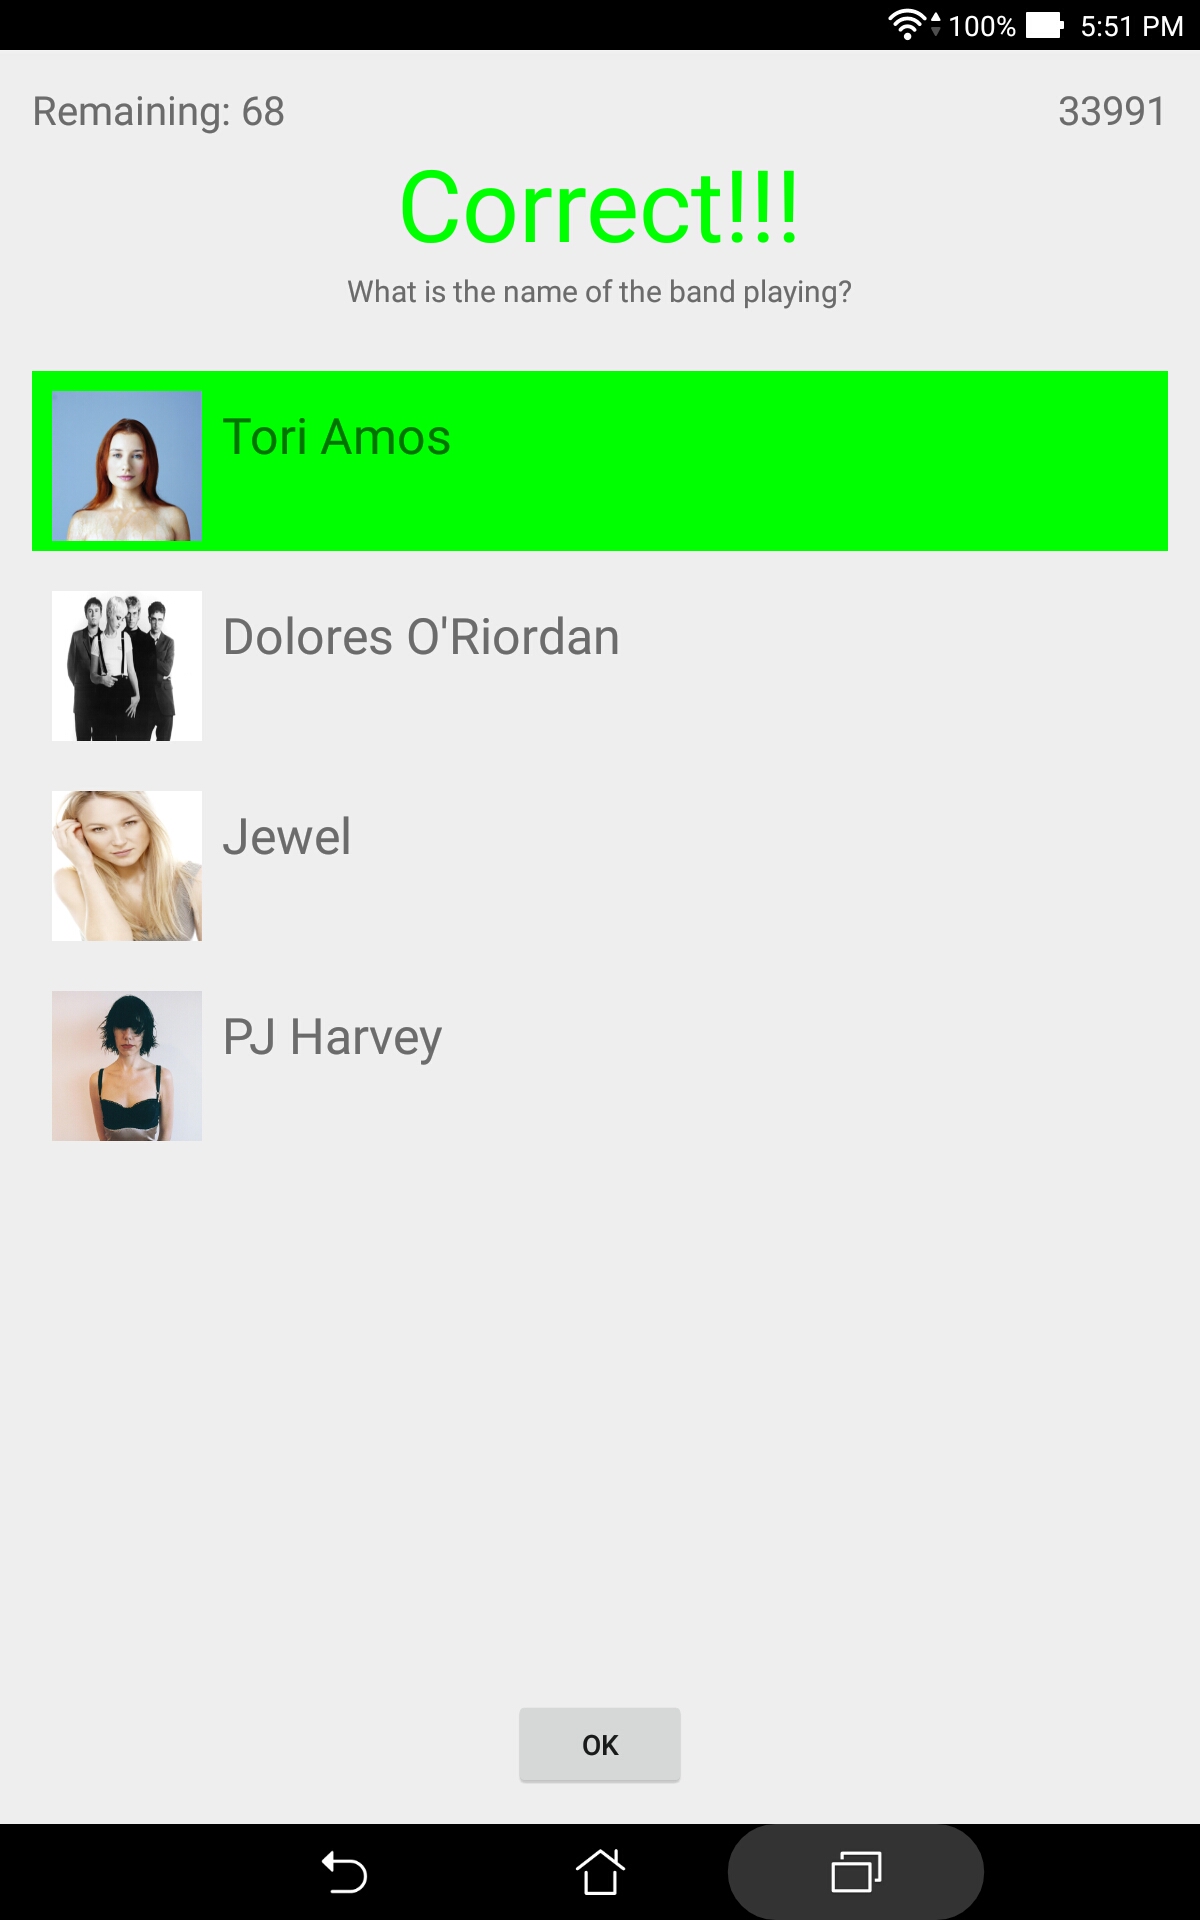 100% 5:51 PM
Remaining: 68 33991
Correct!!!
What is the name of the band playing?
Tori Amos
Dolores O'Riordan
Jewel
PJ Harvey
OK